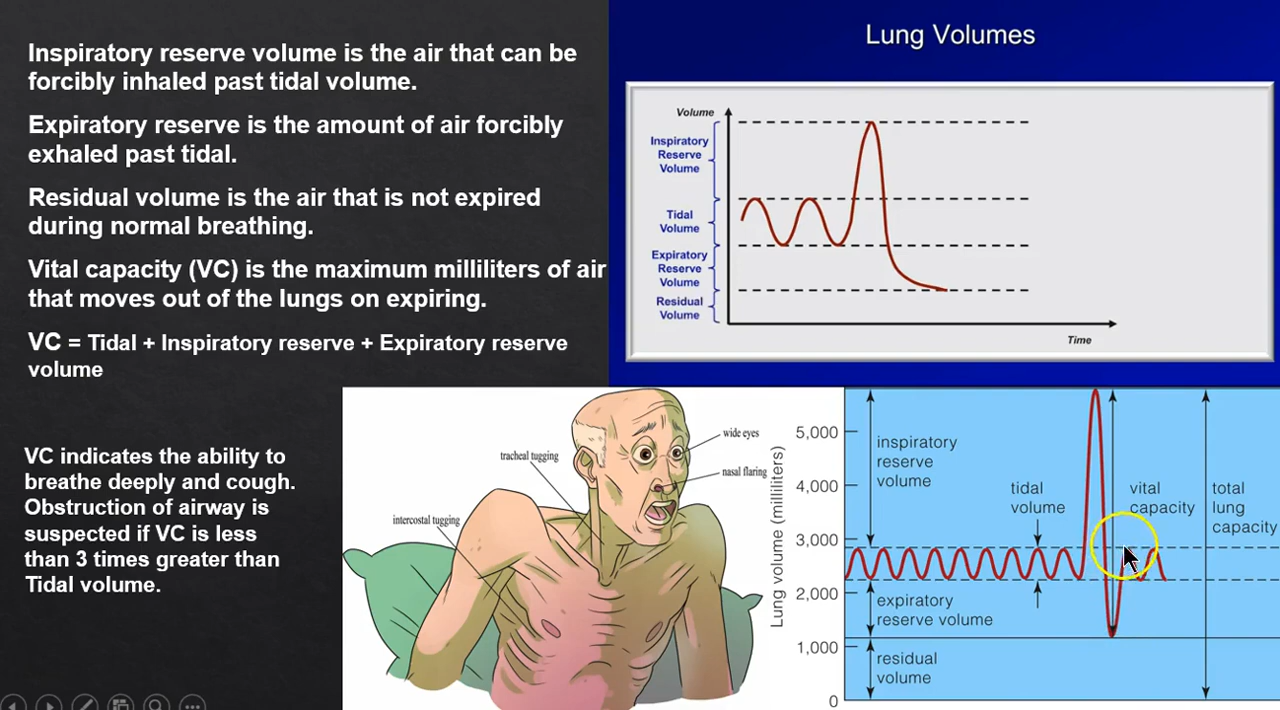 Inspiratory reserve volume is the air that can be
forcibly inhaled past tidal volume.
Expiratory reserve is the amount of air forcibly
exhaled past tidal.
Residual volume is the air that is not expired
during normal breathing.
Vital capacity (VC) is the maximum milliliters of air
that moves out of the lungs on expiring.
VC = Tidal + Inspiratory reserve + Expiratory reserve
volume
VC indicates the ability to
breathe deeply and cough.
Obstruction of airway is
suspected if VC is less
than 3 times greater than
Tidal volume.
Lung Volumes
Volume
Inspiratory
Reserve
Volume
Tidal
Volume
Expiratory
Reserve
Volume
Residual
Volume
Time
wide eyes
tracheal tugging
nasal flaring
intercostal tugging
Lung volume (milliliters)
5,000
4,000
3,000
2,000
1,000
0
inspiratory
reserve
volume
tidal
volume
vital
capacity
total
lung
capacity
expiratory
reserve volume
residual
volume